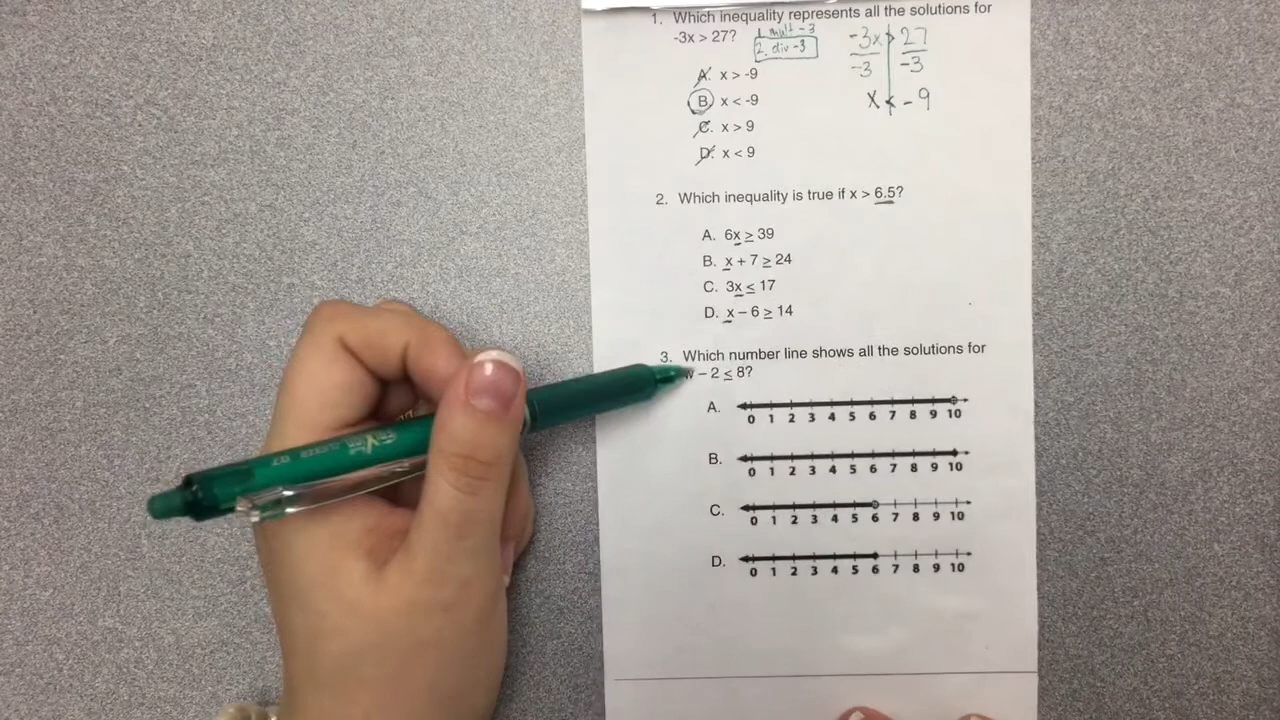 1. Which inequality represents all the solutions for
-3x > 27?
1. mult -3
2. div -3
-3x > 27
-3 -3
x < -9
A. x > -9
B. x < -9
C. x > 9
D. x < 9
2. Which inequality is true if x > 6.5?
A. 6x ≥ 39
B. x + 7 ≥ 24
C. 3x ≤ 17
D. x – 6 ≥ 14
3. Which number line shows all the solutions for
– 2 ≤ 8?
A.
0 1 2 3 4 5 6 7 8 9 10
B.
0 1 2 3 4 5 6 7 8 9 10
C.
0 1 2 3 4 5 6 7 8 9 10
D.
0 1 2 3 4 5 6 7 8 9 10